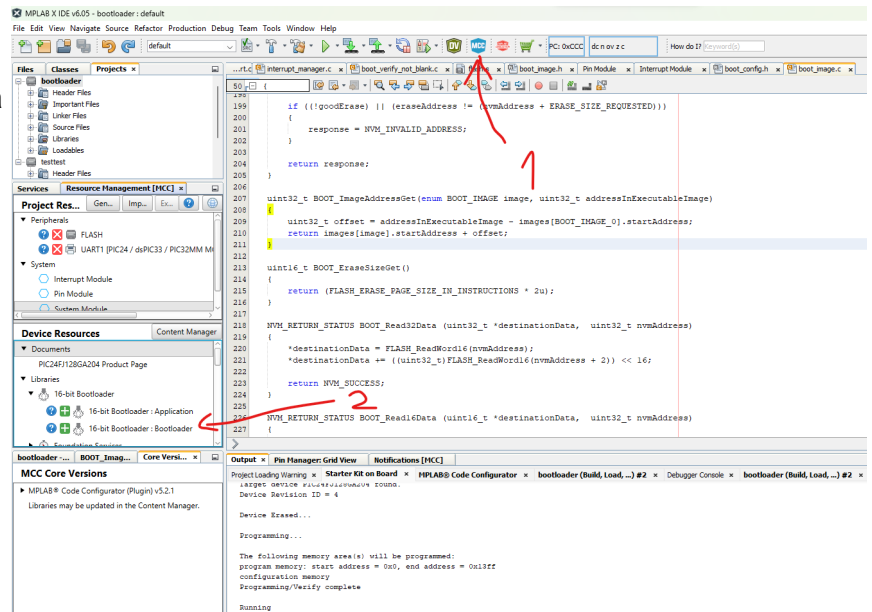 MPLAB X IDE v6.05 - bootloader : default
File Edit View Navigate Source Refactor Production Debug Team Tools Window Help
default
DV
MCC
PC: 0xCCC
dc n ov z c
How do I?
Keyword(s)
Files Classes Projects ×
bootloader
Header Files
Important Files
Linker Files
Source Files
Libraries
Loadables
testtest
Header Files
Services Resource Management [MCC] ×
Project Res... Gen... Imp... Ex...
Peripherals
FLASH
UART1 [PIC24 / dsPIC33 / PIC32MM M
System
Interrupt Module
Pin Module
System Module
Device Resources Content Manager
Documents
PIC24FJ128GA204 Product Page
Libraries
16-bit Bootloader
16-bit Bootloader : Application
16-bit Bootloader : Bootloader
Foundation Services
bootloader -... BOOT_Imag... Core Versi... ×
MCC Core Versions
MPLAB® Code Configurator (Plugin) v5.2.1
Libraries may be updated in the Content Manager.
...rt.c interrupt_manager.c × boot_verify_not_blank.c × boot_image.h × Pin Module × Interrupt Module × boot_config.h × boot_image.c ×
50 {
198
199 if ((!goodErase) || (eraseAddress != (nvmAddress + ERASE_SIZE_REQUESTED)))
200 {
201 response = NVM_INVALID_ADDRESS;
202 }
203
204 return response;
205 }
206
207 uint32_t BOOT_ImageAddressGet(enum BOOT_IMAGE image, uint32_t addressInExecutableImage)
208 {
209 uint32_t offset = addressInExecutableImage - images[BOOT_IMAGE_0].startAddress;
210 return images[image].startAddress + offset;
211 }
212
213 uint16_t BOOT_EraseSizeGet()
214 {
215 return (FLASH_ERASE_PAGE_SIZE_IN_INSTRUCTIONS * 2u);
216 }
217
218 NVM_RETURN_STATUS BOOT_Read32Data (uint32_t *destinationData, uint32_t nvmAddress)
219 {
220 *destinationData = FLASH_ReadWord16(nvmAddress);
221 *destinationData += ((uint32_t)FLASH_ReadWord16(nvmAddress + 2)) << 16;
222
223 return NVM_SUCCESS;
224 }
225
226 NVM_RETURN_STATUS BOOT_Read16Data (uint16_t *destinationData, uint32_t nvmAddress)
227 {
1
2
Output × Pin Manager: Grid View Notifications [MCC]
Project Loading Warning × Starter Kit on Board × MPLAB® Code Configurator × bootloader (Build, Load, ...) #2 × Debugger Console × bootloader (Build, Load, ...) #2 ×
Target device PIC24FJ128GA204 found.
Device Revision ID = 4
Device Erased...
Programming...
The following memory area(s) will be programmed:
program memory: start address = 0x0, end address = 0x13ff
configuration memory
Programming/Verify complete
Running